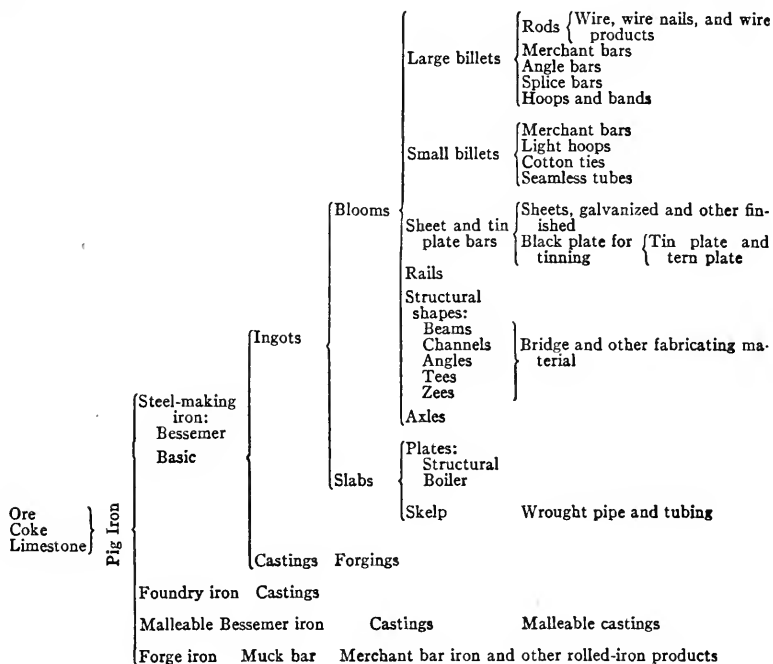 Rods
Wire, wire nails, and wire
products
Large billets
Merchant bars
Angle bars
Splice bars
Hoops and bands
Small billets
Merchant bars
Light hoops
Cotton ties
Seamless tubes
Blooms
Sheet and tin
plate bars
Sheets, galvanized and other fin-
ished
Black plate for
tinning
Tin plate and
tern plate
Rails
Structural
shapes:
Beams
Channels
Angles
Tees
Zees
Bridge and other fabricating ma-
terial
Ingots
Axles
Steel-making
iron:
Bessemer
Basic
Slabs
Plates:
Structural
Boiler
Skelp
Wrought pipe and tubing
Ore
Coke
Limestone
Pig Iron
Castings Forgings
Foundry iron Castings
Malleable Bessemer iron Castings Malleable castings
Forge iron Muck bar Merchant bar iron and other rolled-iron products